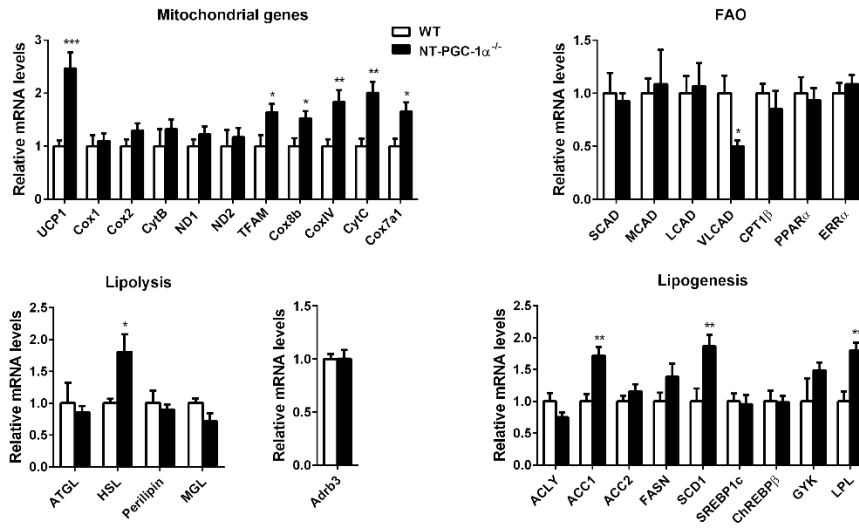 Mitochondrial genes
WT
NT-PGC-1α⁻/⁻
Relative mRNA levels
3
2
1
0
***
*
*
**
**
*
UCP1
Cox1
Cox2
CytB
ND1
ND2
TFAM
Cox8b
CoxIV
CytC
Cox7a1
FAO
Relative mRNA levels
1.5
1.0
0.5
0.0
*
SCAD
MCAD
LCAD
VLCAD
CPT1β
PPARα
ERRα
Lipolysis
Relative mRNA levels
2.5
2.0
1.5
1.0
0.5
0.0
*
ATGL
HSL
Perilipin
MGL
Relative mRNA levels
1.5
1.0
0.5
0.0
Adrb3
Lipogenesis
Relative mRNA levels
2.5
2.0
1.5
1.0
0.5
0.0
**
**
**
ACLY
ACC1
ACC2
FASN
SCD1
SREBP1c
ChREBPβ
GYK
LPL